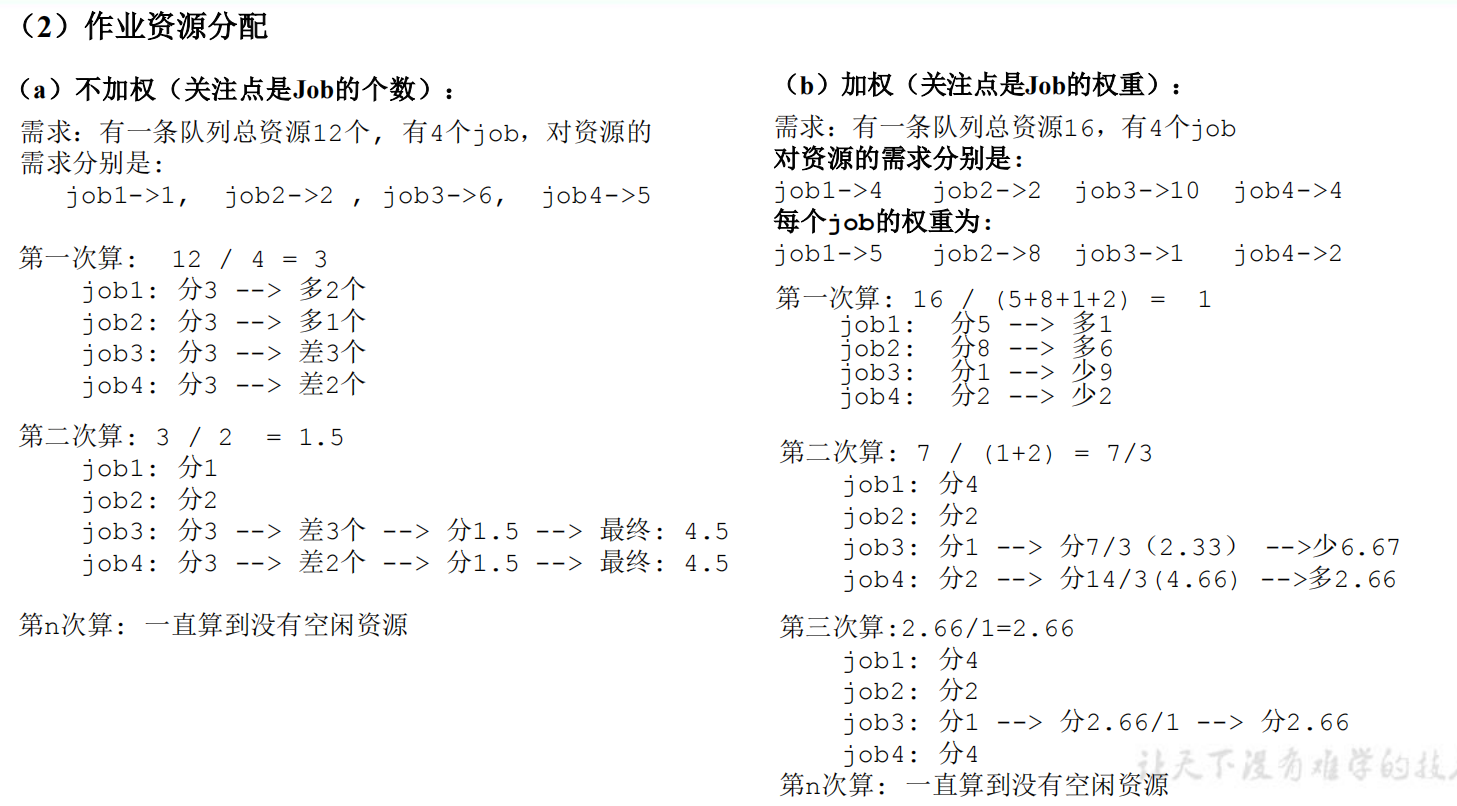 （2）作业资源分配
（a）不加权（关注点是Job的个数）：
需求：有一条队列总资源12个, 有4个job，对资源的
需求分别是:
job1->1,  job2->2 , job3->6,  job4->5
第一次算:  12 / 4 = 3
job1: 分3 --> 多2个
job2: 分3 --> 多1个
job3: 分3 --> 差3个
job4: 分3 --> 差2个
第二次算: 3 / 2  = 1.5
job1: 分1
job2: 分2
job3: 分3 --> 差3个 --> 分1.5 --> 最终: 4.5
job4: 分3 --> 差2个 --> 分1.5 --> 最终: 4.5
第n次算: 一直算到没有空闲资源
（b）加权（关注点是Job的权重）：
需求：有一条队列总资源16，有4个job
对资源的需求分别是:
job1->4   job2->2  job3->10  job4->4
每个job的权重为:
job1->5   job2->8  job3->1   job4->2
第一次算: 16 / (5+8+1+2) =  1
job1:  分5 --> 多1
job2:  分8 --> 多6
job3:  分1 --> 少9
job4:  分2 --> 少2
第二次算: 7 / (1+2) = 7/3
job1: 分4
job2: 分2
job3: 分1 --> 分7/3（2.33） -->少6.67
job4: 分2 --> 分14/3(4.66) -->多2.66
第三次算:2.66/1=2.66
job1: 分4
job2: 分2
job3: 分1 --> 分2.66/1 --> 分2.66
job4: 分4
第n次算: 一直算到没有空闲资源
让天下没有难学的技